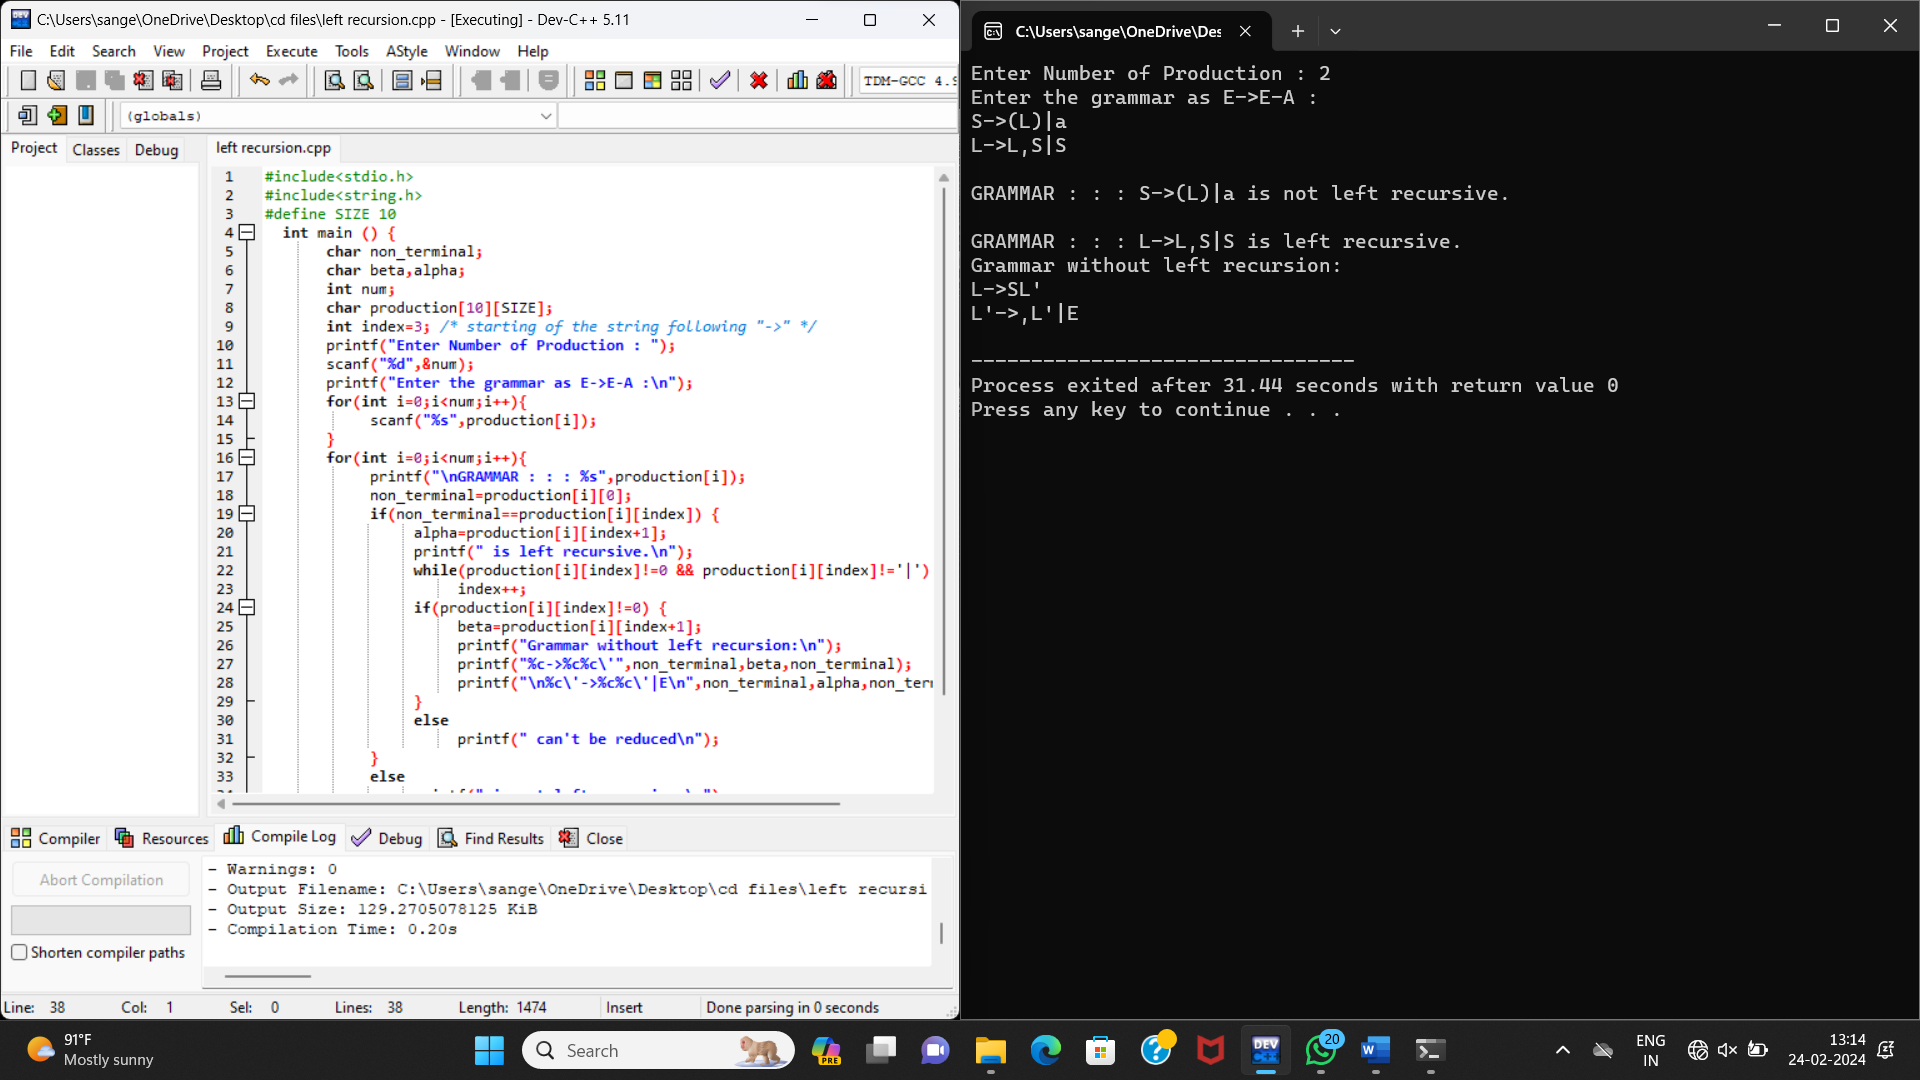 C:\Users\sange\OneDrive\Desktop\cd files\left recursion.cpp - [Executing] - Dev-C++ 5.11
File Edit Search View Project Execute Tools AStyle Window Help
TDM-GCC 4.9
(globals)
Project Classes Debug
left recursion.cpp
1 #include<stdio.h>
2 #include<string.h>
3 #define SIZE 10
4 int main () {
5 char non_terminal;
6 char beta,alpha;
7 int num;
8 char production[10][SIZE];
9 int index=3; /* starting of the string following "->" */
10 printf("Enter Number of Production : ");
11 scanf("%d",&num);
12 printf("Enter the grammar as E->E-A :\n");
13 for(int i=0;i<num;i++){
14 scanf("%s",production[i]);
15 }
16 for(int i=0;i<num;i++){
17 printf("\nGRAMMAR : : : %s",production[i]);
18 non_terminal=production[i][0];
19 if(non_terminal==production[i][index]) {
20 alpha=production[i][index+1];
21 printf(" is left recursive.\n");
22 while(production[i][index]!=0 && production[i][index]!='|')
23 index++;
24 if(production[i][index]!=0) {
25 beta=production[i][index+1];
26 printf("Grammar without left recursion:\n");
27 printf("%c->%c%c\'",non_terminal,beta,non_terminal);
28 printf("\n%c\'->%c%c\'|E\n",non_terminal,alpha,non_ter
29 }
30 else
31 printf(" can't be reduced\n");
32 }
33 else
Compiler Resources Compile Log Debug Find Results Close
Abort Compilation
Shorten compiler paths
- Warnings: 0
- Output Filename: C:\Users\sange\OneDrive\Desktop\cd files\left recursi
- Output Size: 129.2705078125 KiB
- Compilation Time: 0.20s
Line: 38 Col: 1 Sel: 0 Lines: 38 Length: 1474 Insert Done parsing in 0 seconds
C:\Users\sange\OneDrive\Des
Enter Number of Production : 2
Enter the grammar as E->E-A :
S->(L)|a
L->L,S|S
GRAMMAR : : : S->(L)|a is not left recursive.
GRAMMAR : : : L->L,S|S is left recursive.
Grammar without left recursion:
L->SL'
L'->,L'|E
--------------------------------
Process exited after 31.44 seconds with return value 0
Press any key to continue . . .
91°F
Mostly sunny
Search
PRE
DEV
C++
20
W
ENG
IN
13:14
24-02-2024